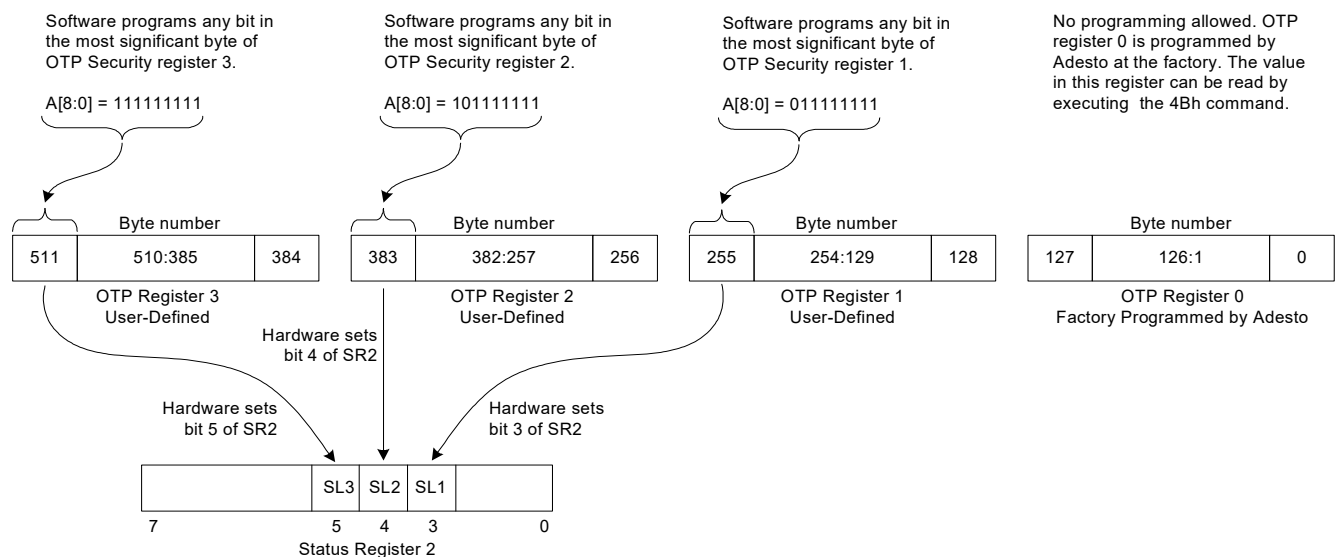 Software programs any bit in
the most significant byte of
OTP Security register 3.
A[8:0] = 111111111
Software programs any bit in
the most significant byte of
OTP Security register 2.
A[8:0] = 101111111
Software programs any bit in
the most significant byte of
OTP Security register 1.
A[8:0] = 011111111
No programming allowed. OTP
register 0 is programmed by
Adesto at the factory. The value
in this register can be read by
executing the 4Bh command.
Byte number
511 510:385 384
OTP Register 3
User-Defined
Byte number
383 382:257 256
OTP Register 2
User-Defined
Byte number
255 254:129 128
OTP Register 1
User-Defined
Byte number
127 126:1 0
OTP Register 0
Factory Programmed by Adesto
Hardware sets
bit 5 of SR2
Hardware sets
bit 4 of SR2
Hardware sets
bit 3 of SR2
SL3 SL2 SL1
7 5 4 3 0
Status Register 2